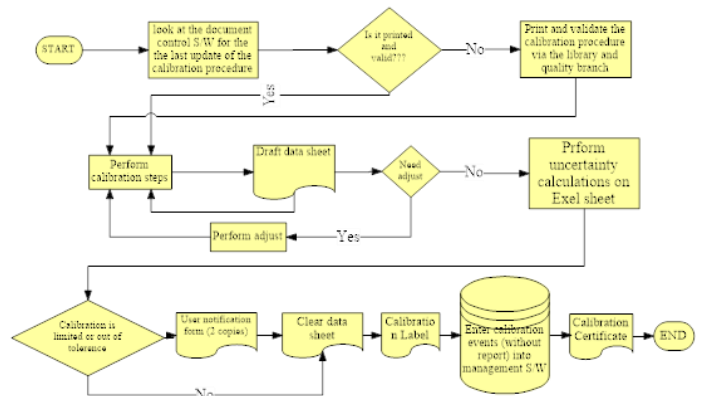 START
look at the document
control S/W for the
the last update of the
calibration procedure
Is it printed
and
valid???
No
Print and validate the
calibration procedure
via the library and
quality branch
Yes
Perform
calibration steps
Draft data sheet
Need
adjust
No
Prform
uncertainty
calculations on
Exel sheet
Perform adjust
Yes
Calibration is
limited or out of
tolerence
User notification
form (2 copies)
Clear data
sheet
Calibratio
n Label
Enter calibration
events (without
report) into
management S/W
Calibration
Certificate
END
No